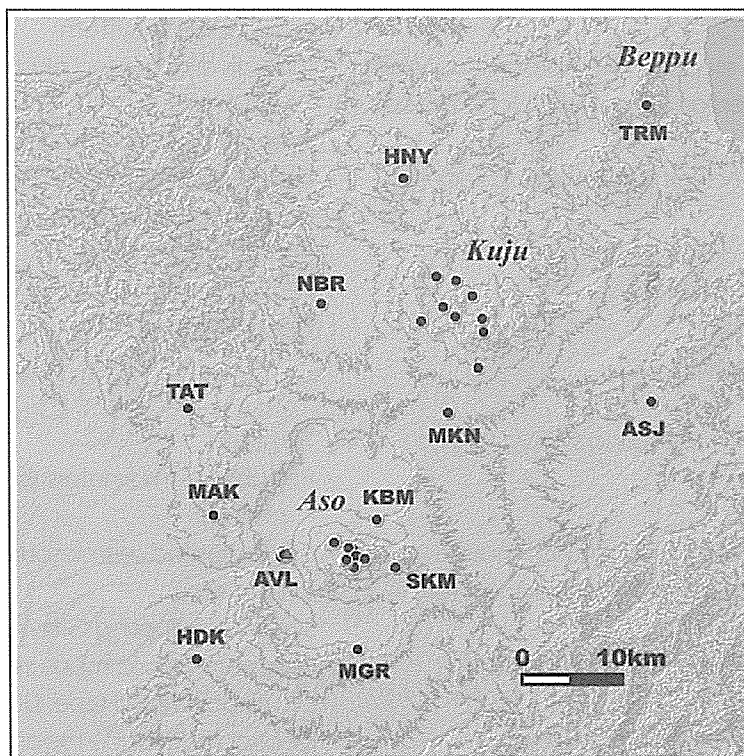 Beppu
TRM
HNY
Kuju
NBR
TAT
MKN
ASJ
MAK
Aso
KBM
AVL
SKM
HDK
MGR
0 10km